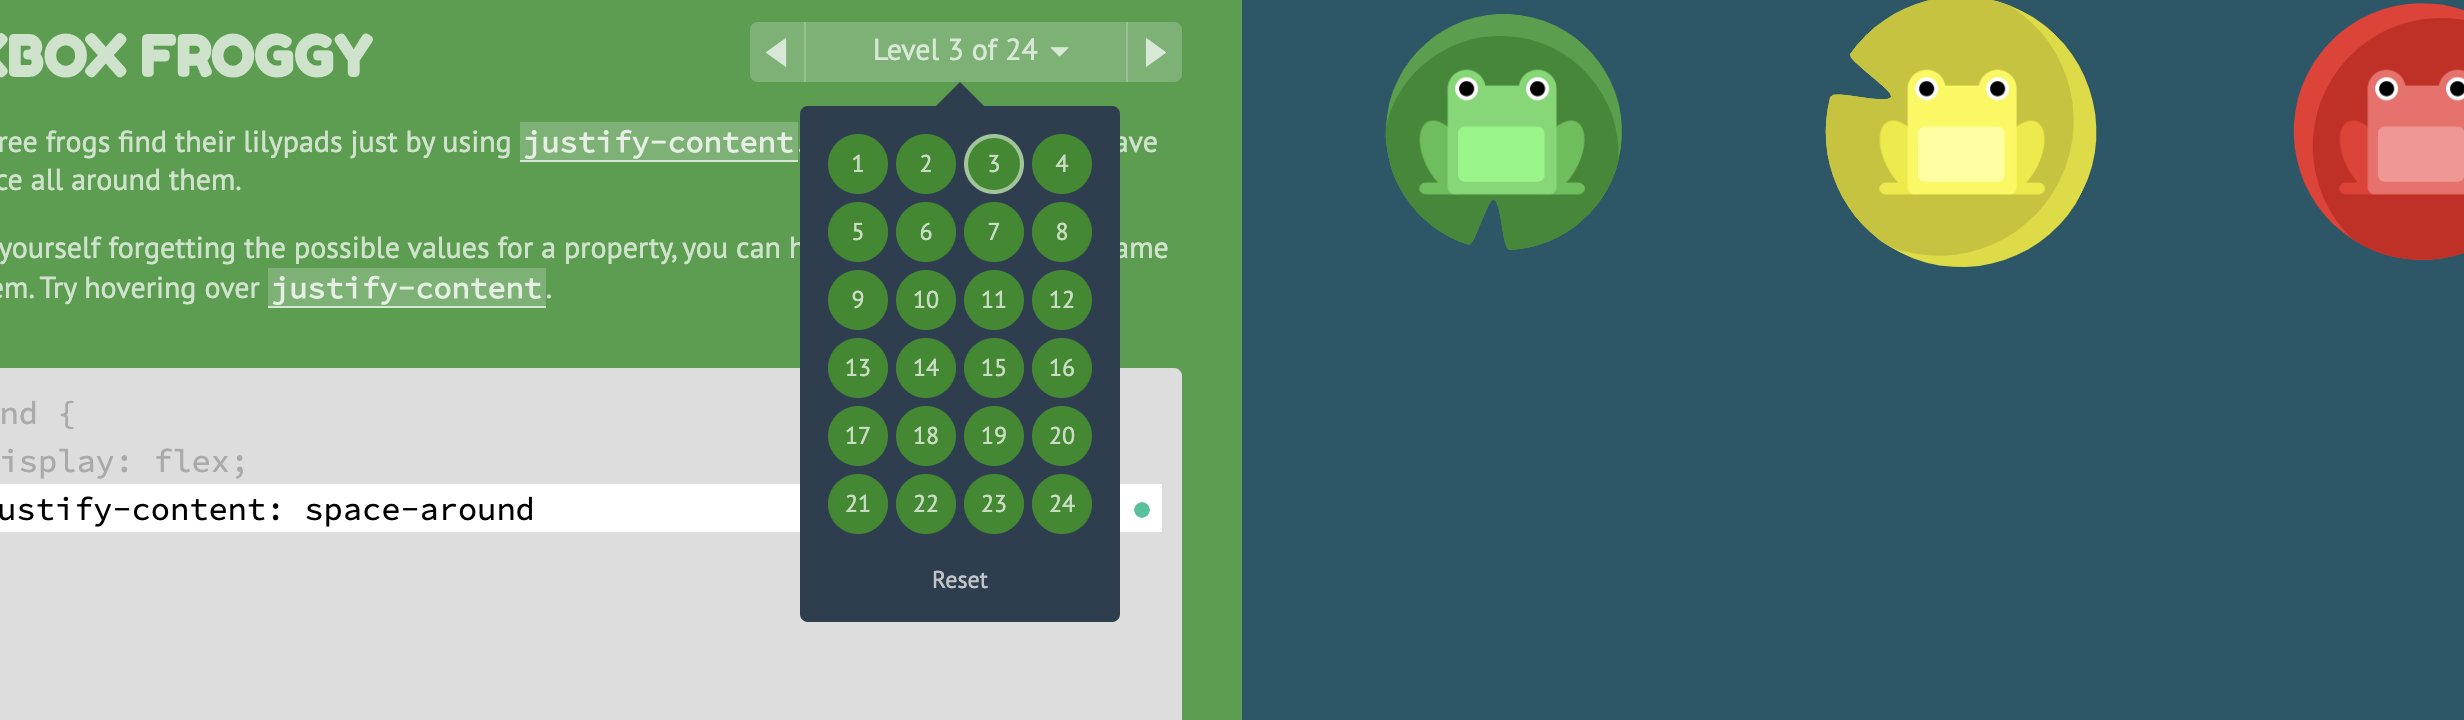 BOX FROGGY
Level 3 of 24
ree frogs find their lilypads just by using justify-content. ave
ce all around them.
yourself forgetting the possible values for a property, you can h ame
em. Try hovering over justify-content.
1 2 3 4
5 6 7 8
9 10 11 12
13 14 15 16
17 18 19 20
21 22 23 24
Reset
nd {
isplay: flex;
ustify-content: space-around